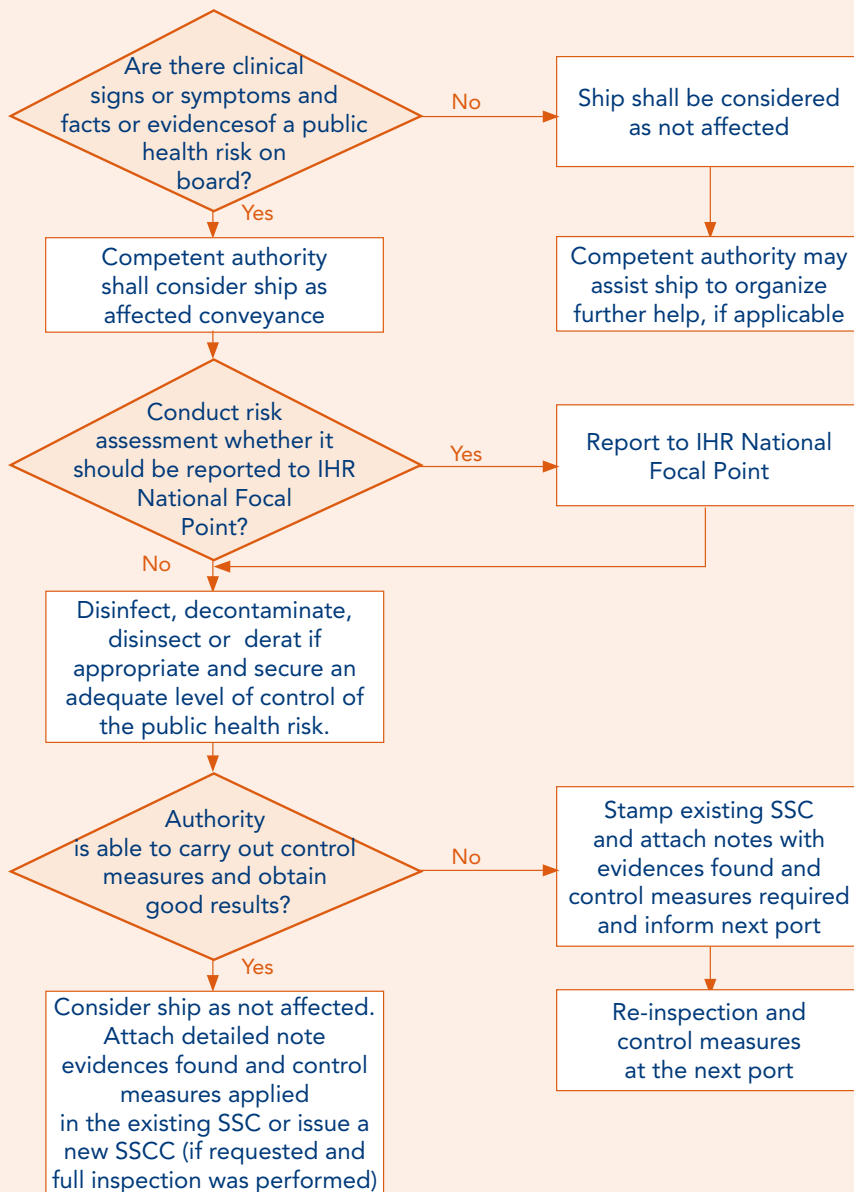 Are there clinical
signs or symptoms and
facts or evidencesof a public
health risk on
board?
No
Ship shall be considered
as not affected
Yes
Competent authority
shall consider ship as
affected conveyance
Competent authority may
assist ship to organize
further help, if applicable
Conduct risk
assessment whether it
should be reported to IHR
National Focal
Point?
Yes
Report to IHR National
Focal Point
No
Disinfect, decontaminate,
disinsect or derat if
appropriate and secure an
adequate level of control of
the public health risk.
Authority
is able to carry out control
measures and obtain
good results?
No
Stamp existing SSC
and attach notes with
evidences found and
control measures required
and inform next port
Yes
Consider ship as not affected.
Attach detailed note
evidences found and control
measures applied
in the existing SSC or issue a
new SSCC (if requested and
full inspection was performed)
Re-inspection and
control measures
at the next port